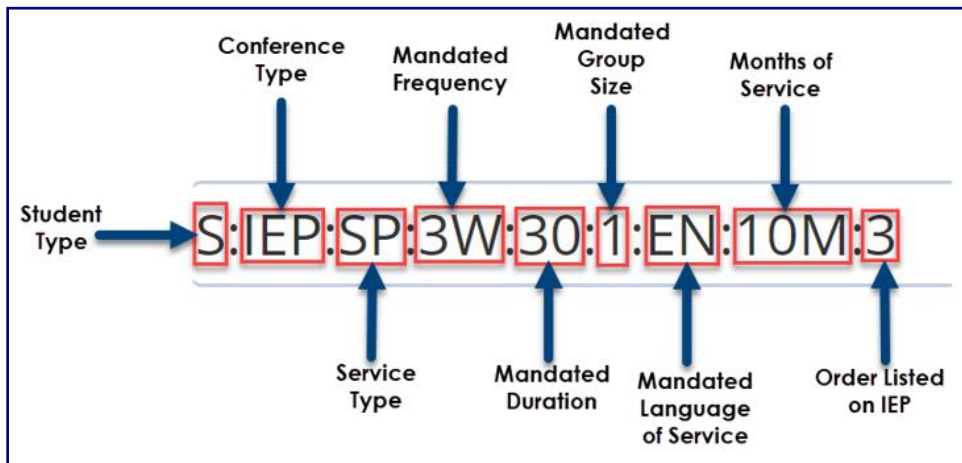 Conference
Type
Mandated
Frequency
Mandated
Group
Size
Months of
Service
Student
Type
S:IEP:SP:3W:30:1:EN:10M:3
Service
Type
Mandated
Duration
Mandated
Language
of Service
Order Listed
on IEP